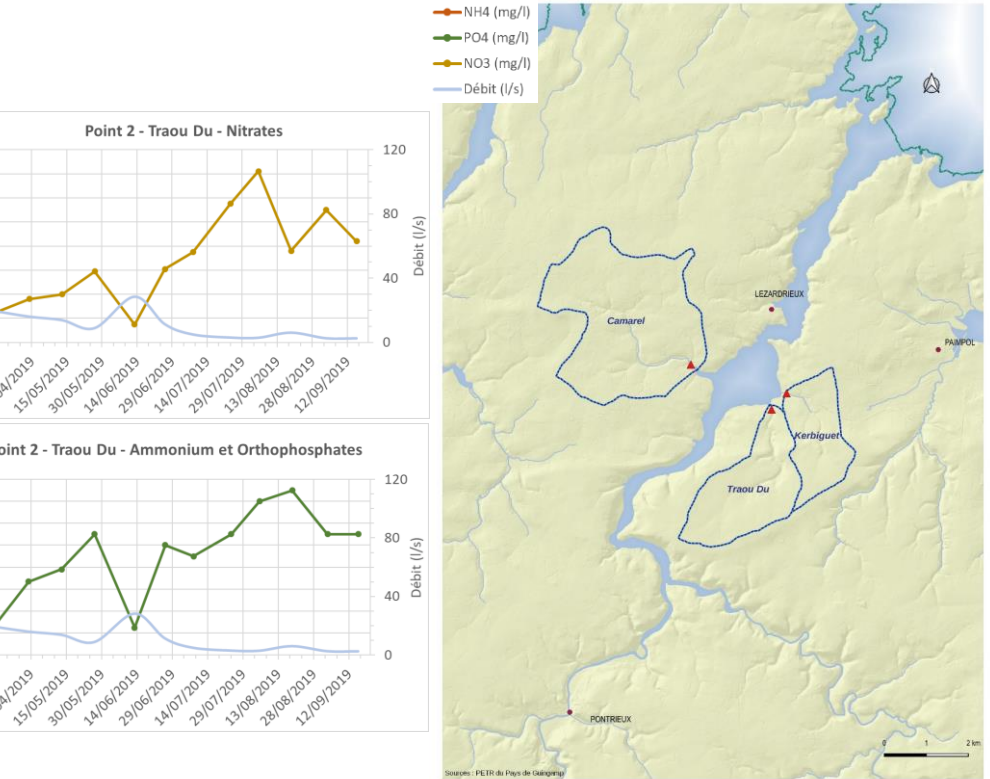 NH4 (mg/l)
PO4 (mg/l)
NO3 (mg/l)
Débit (l/s)
Point 2 - Traou Du - Nitrates
120
80
40
0
Débit (l/s)
04/2019
15/05/2019
30/05/2019
14/06/2019
29/06/2019
14/07/2019
29/07/2019
13/08/2019
28/08/2019
12/09/2019
oint 2 - Traou Du - Ammonium et Orthophosphates
120
80
40
0
Débit (l/s)
04/2019
15/05/2019
30/05/2019
14/06/2019
29/06/2019
14/07/2019
29/07/2019
13/08/2019
28/08/2019
12/09/2019
LEZARDRIEUX
Camarel
PAIMPOL
Kerbiguet
Traou Du
PONTRIEUX
0 1 2 km
Sources : PETR du Pays de Guingamp